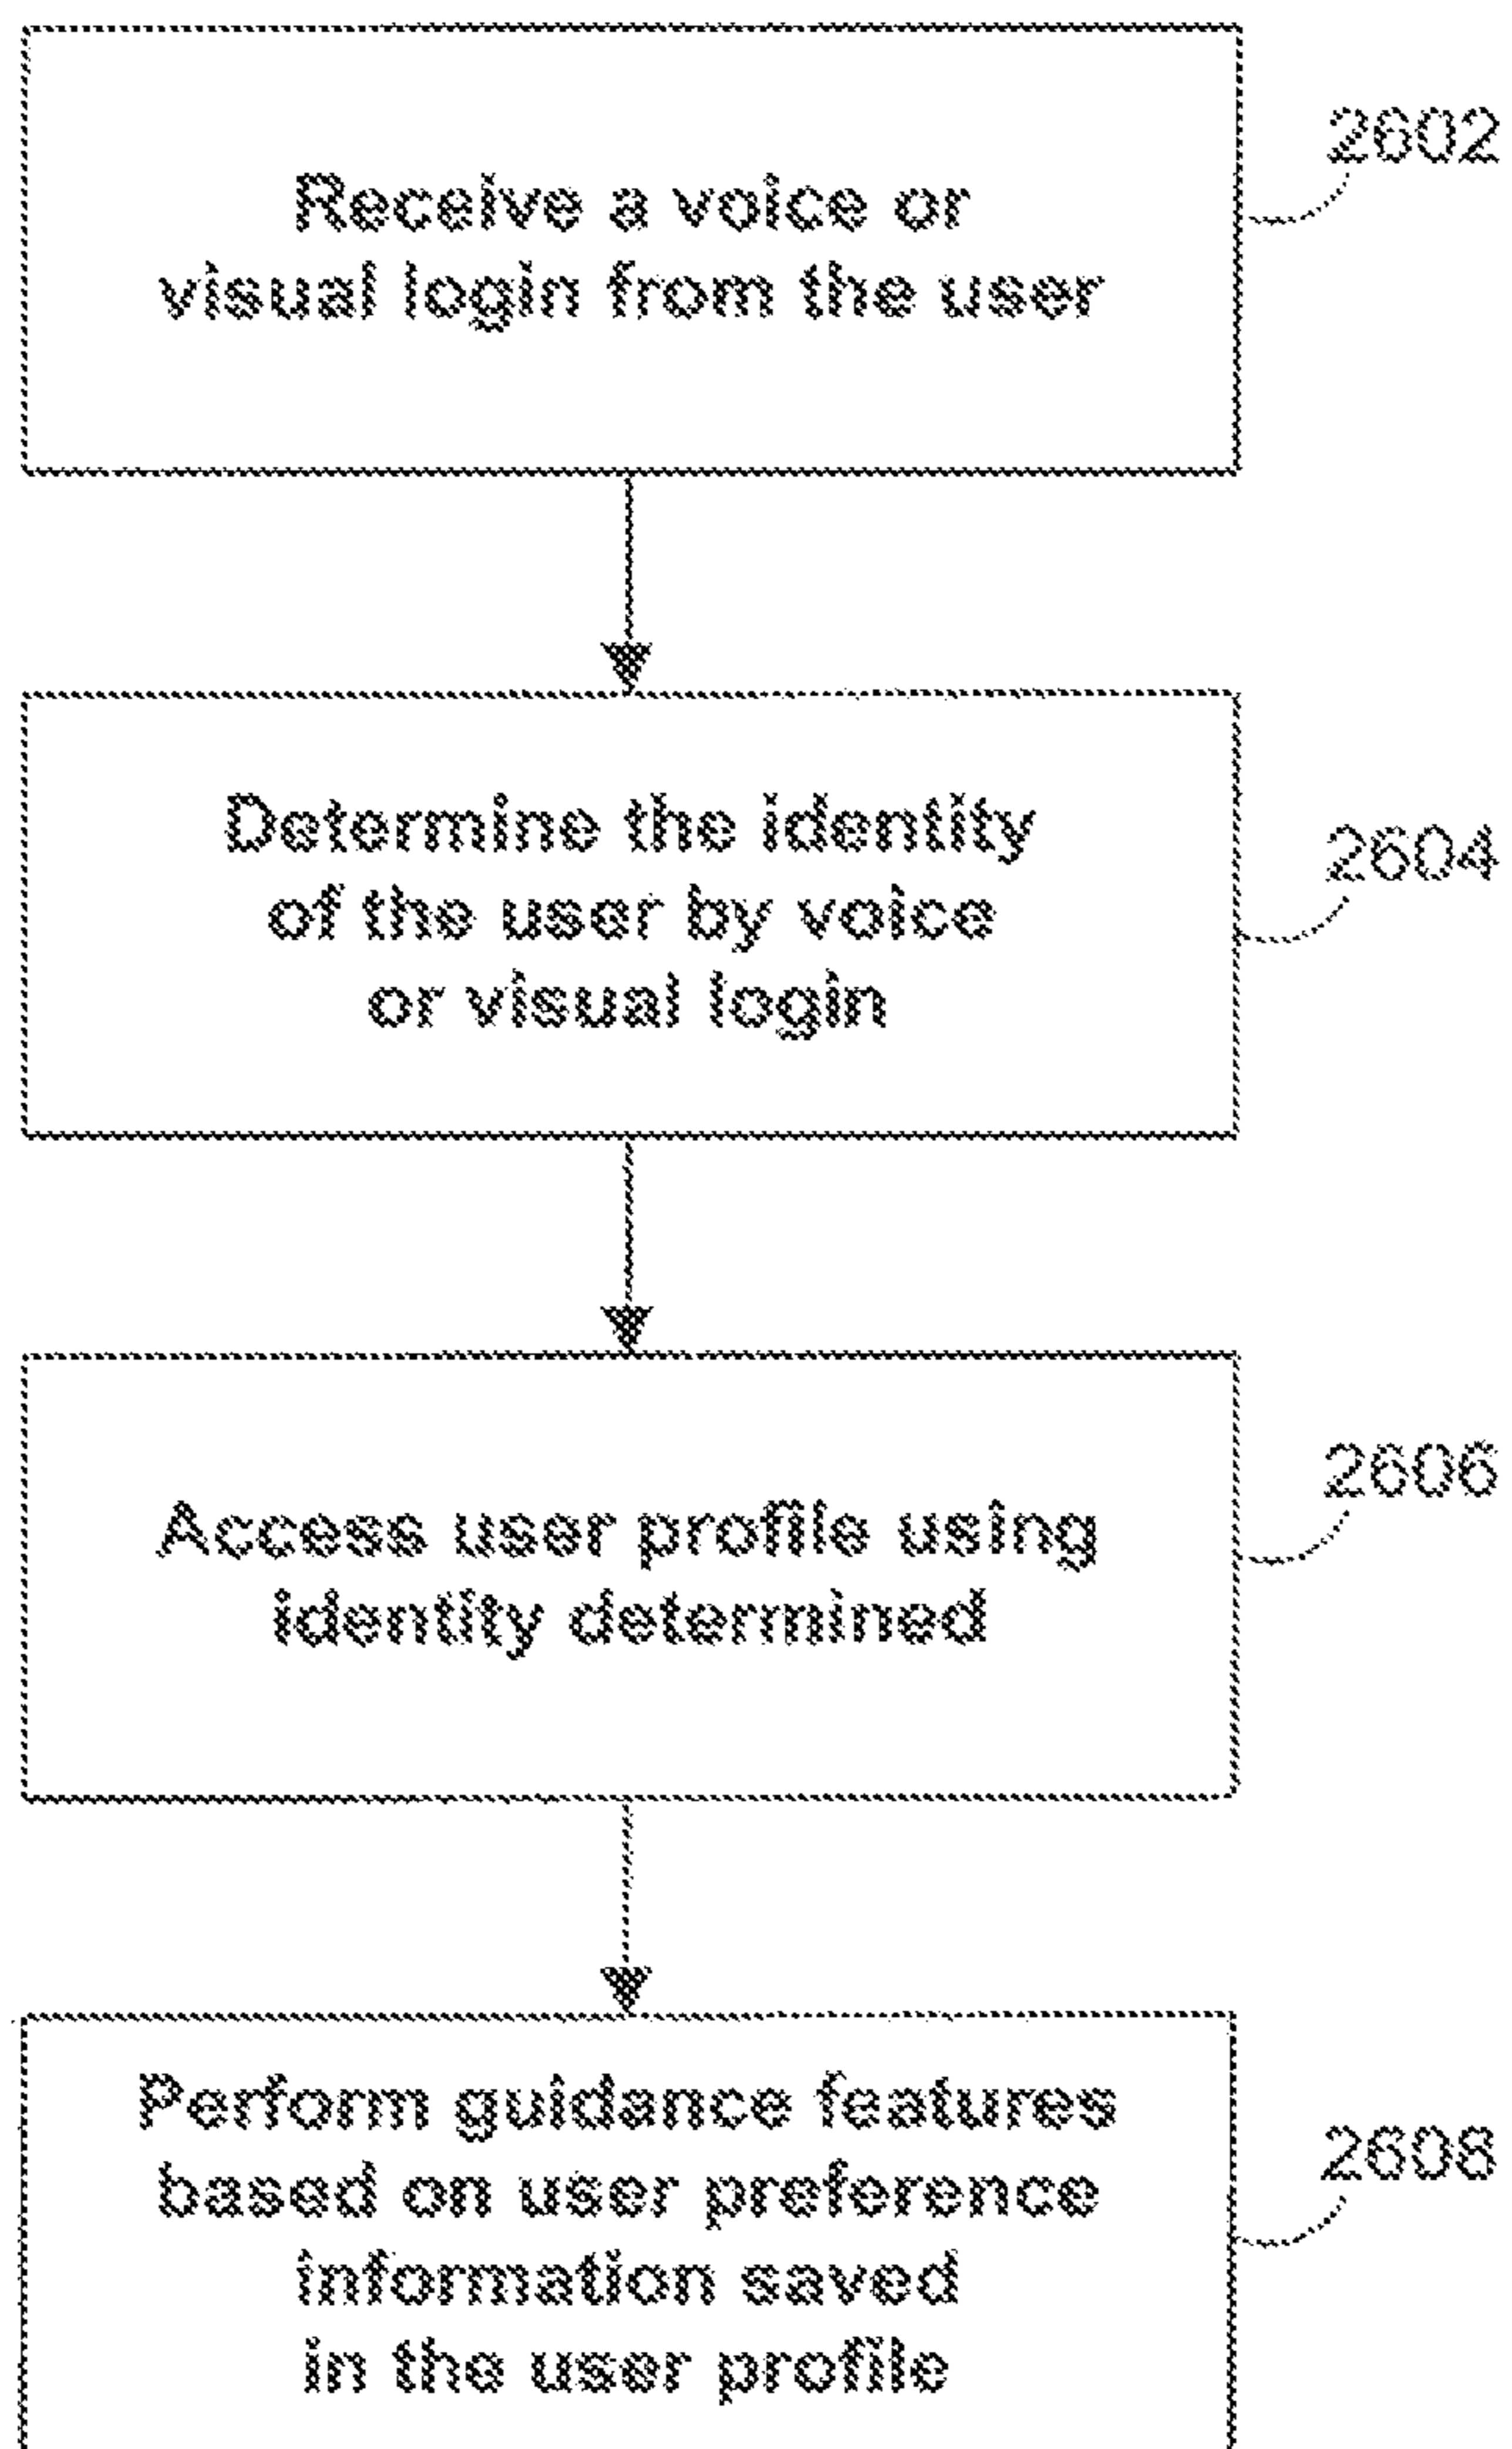 Receive a voice or
visual login from the user
2602
Determine the identity
of the user by voice
or visual login
2604
Access user profile using
identity determined
2606
Perform guidance features
based on user preference
information saved
in the user profile
2608